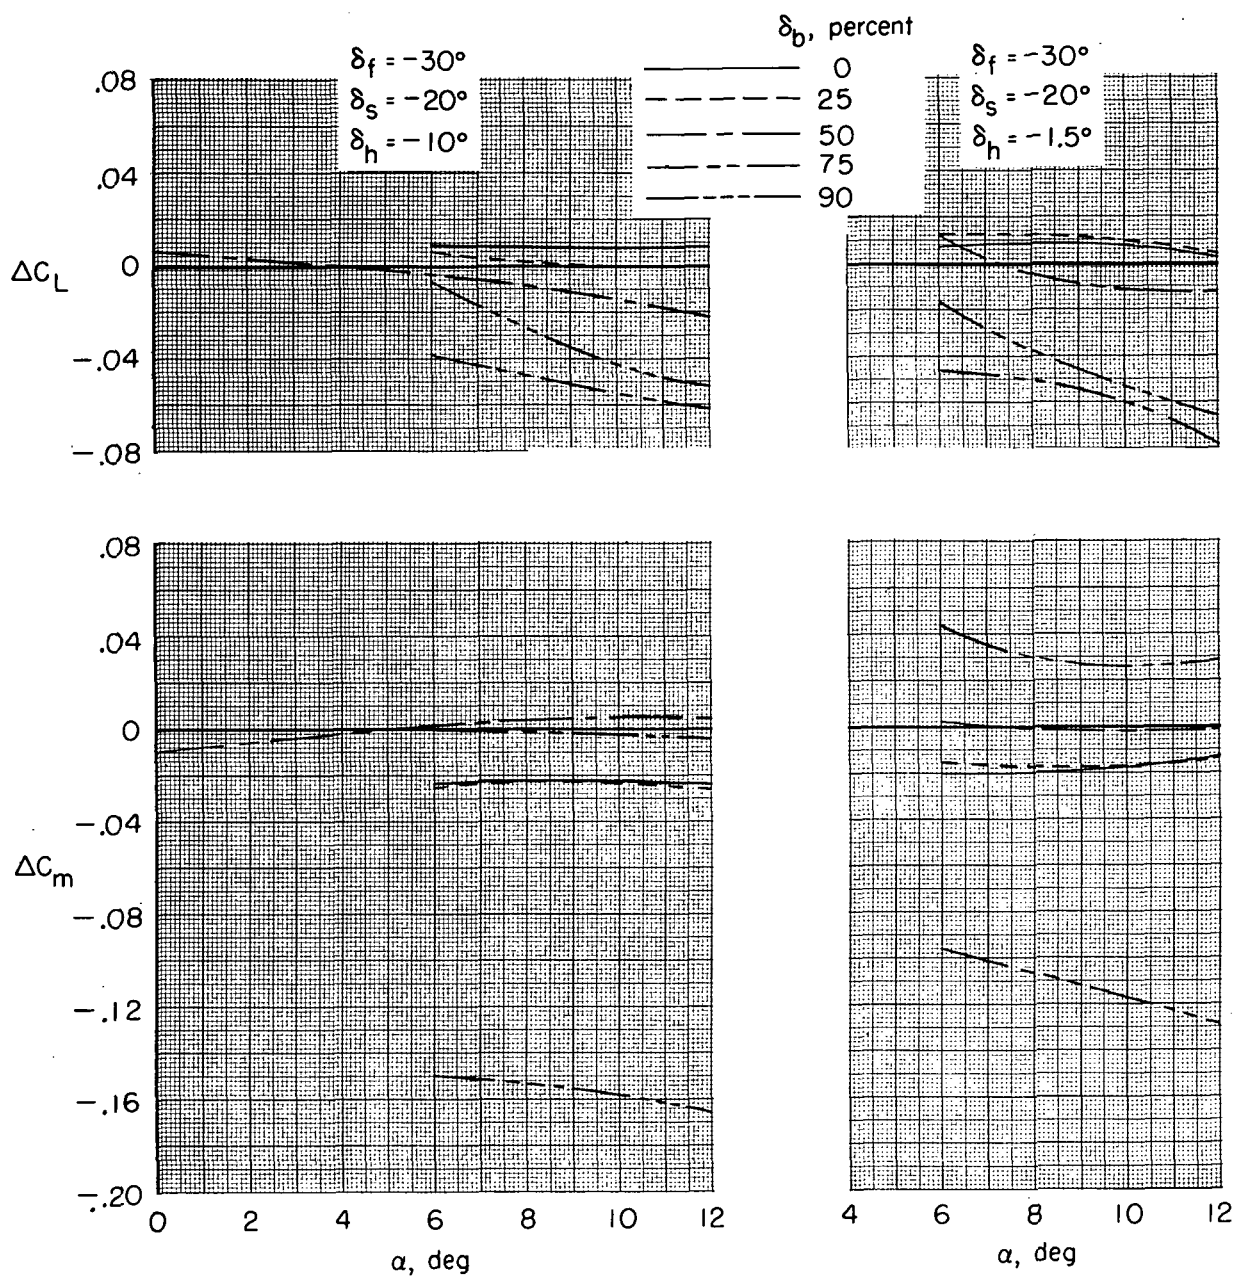 δb, percent
δf = -30°
δs = -20°
δh = -10°
0
25
50
75
90
δf = -30°
δs = -20°
δh = -1.5°
.08
.04
0
-.04
-.08
ΔCL
.08
.04
0
-.04
-.08
-.12
-.16
-.20
ΔCm
0 2 4 6 8 10 12
α, deg
4 6 8 10 12
α, deg